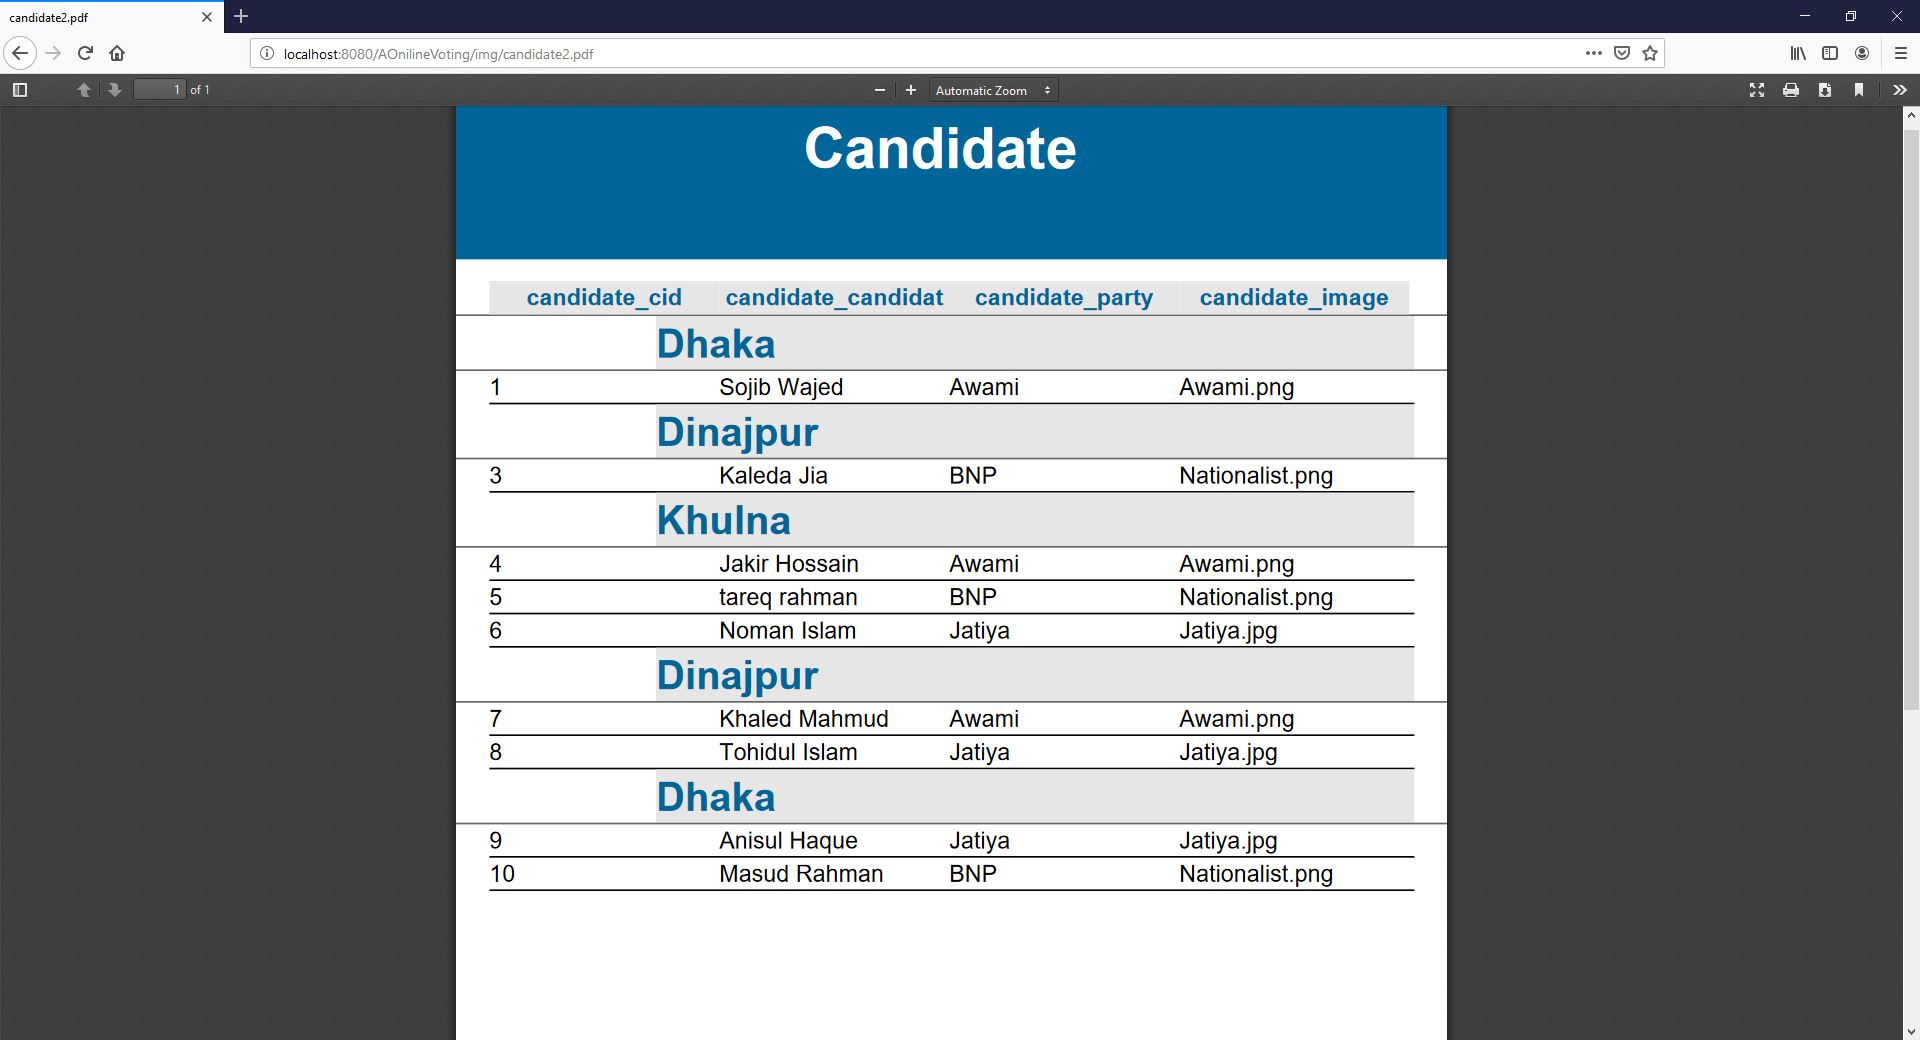 candidate2.pdf
localhost:8080/AOnilineVoting/img/candidate2.pdf
1 of 1 Automatic Zoom
Candidate
candidate_cid candidate_candidat candidate_party candidate_image
Dhaka
1 Sojib Wajed Awami Awami.png
Dinajpur
3 Kaleda Jia BNP Nationalist.png
Khulna
4 Jakir Hossain Awami Awami.png
5 tareq rahman BNP Nationalist.png
6 Noman Islam Jatiya Jatiya.jpg
Dinajpur
7 Khaled Mahmud Awami Awami.png
8 Tohidul Islam Jatiya Jatiya.jpg
Dhaka
9 Anisul Haque Jatiya Jatiya.jpg
10 Masud Rahman BNP Nationalist.png